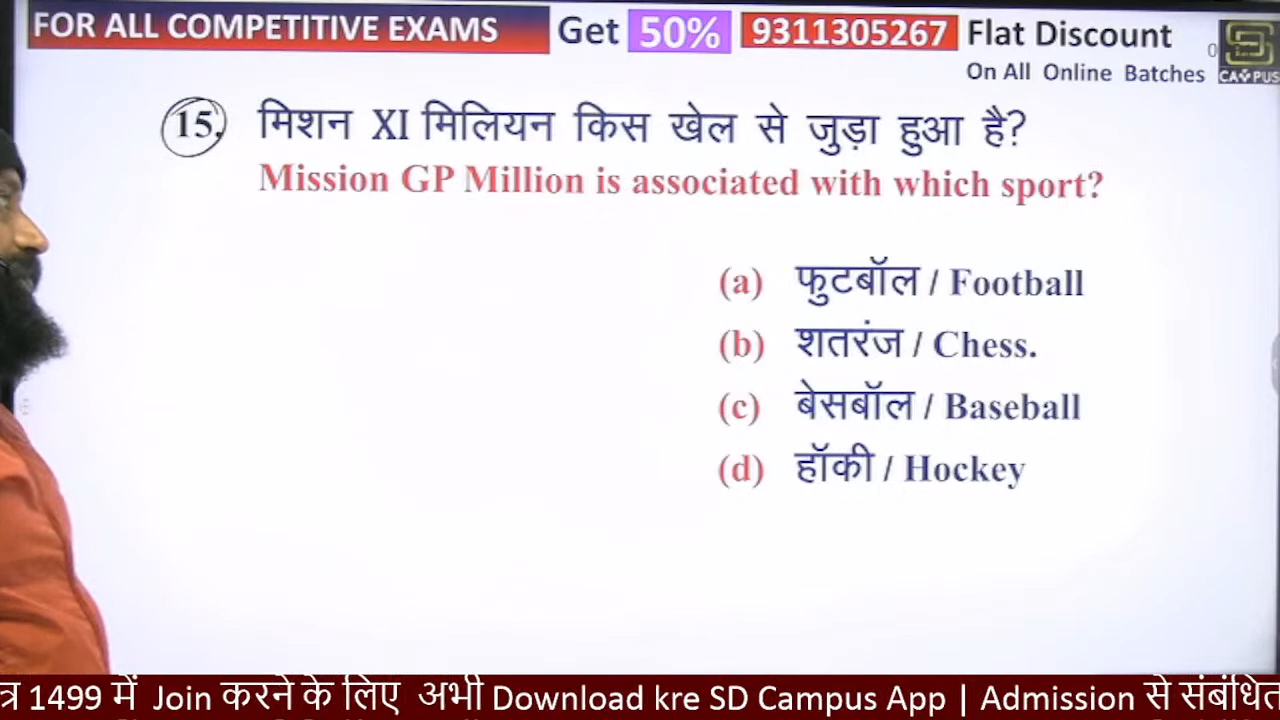 FOR ALL COMPETITIVE EXAMS Get 50% 9311305267 Flat Discount
On All Online Batches
CAMPUS
15. मिशन XI मिलियन किस खेल से जुड़ा हुआ है?
Mission GP Million is associated with which sport?
(a) फुटबॉल / Football
(b) शतरंज / Chess.
(c) बेसबॉल / Baseball
(d) हॉकी / Hockey
1499 में Join करने के लिए अभी Download kre SD Campus App | Admission से संबंधित